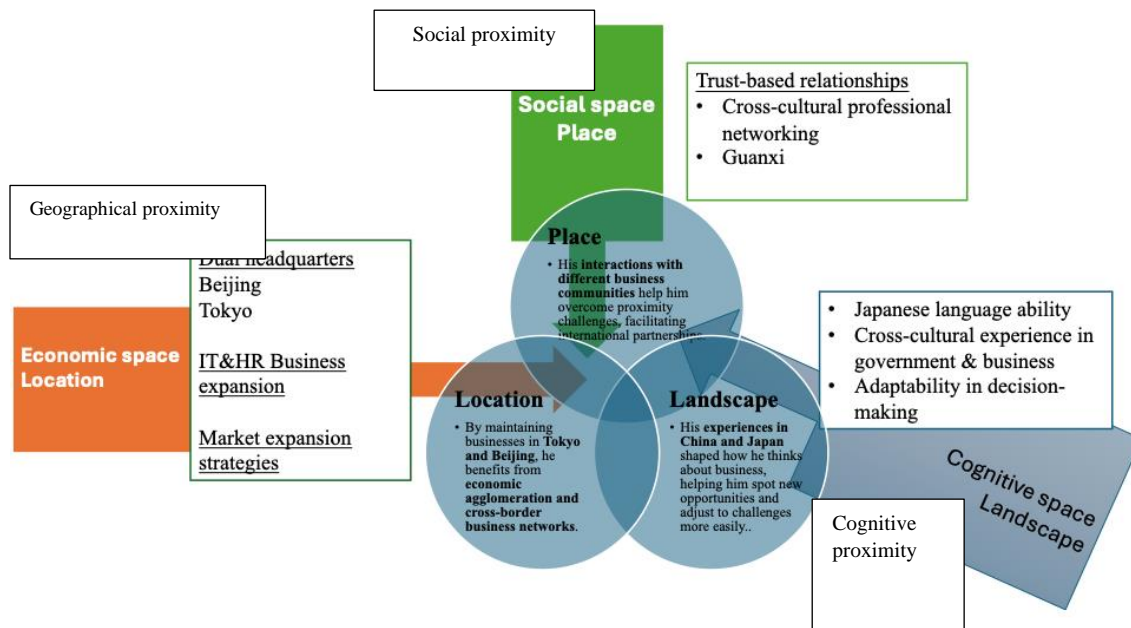 Social proximity
Social space
Place
Trust-based relationships
• Cross-cultural professional
networking
• Guanxi
Geographical proximity
Dual headquarters
Beijing
Tokyo
IT&HR Business
expansion
Market expansion
strategies
Economic space
Location
Place
• His interactions with
different business
communities help him
overcome proximity
challenges, facilitating
international partnerships.
Location
• By maintaining
businesses in Tokyo
and Beijing, he
benefits from
economic
agglomeration and
cross-border
business networks.
Landscape
• His experiences in
China and Japan
shaped how he thinks
about business,
helping him spot new
opportunities and
adjust to challenges
more easily..
• Japanese language ability
• Cross-cultural experience in
government & business
• Adaptability in decision-
making
Cognitive space
Landscape
Cognitive
proximity